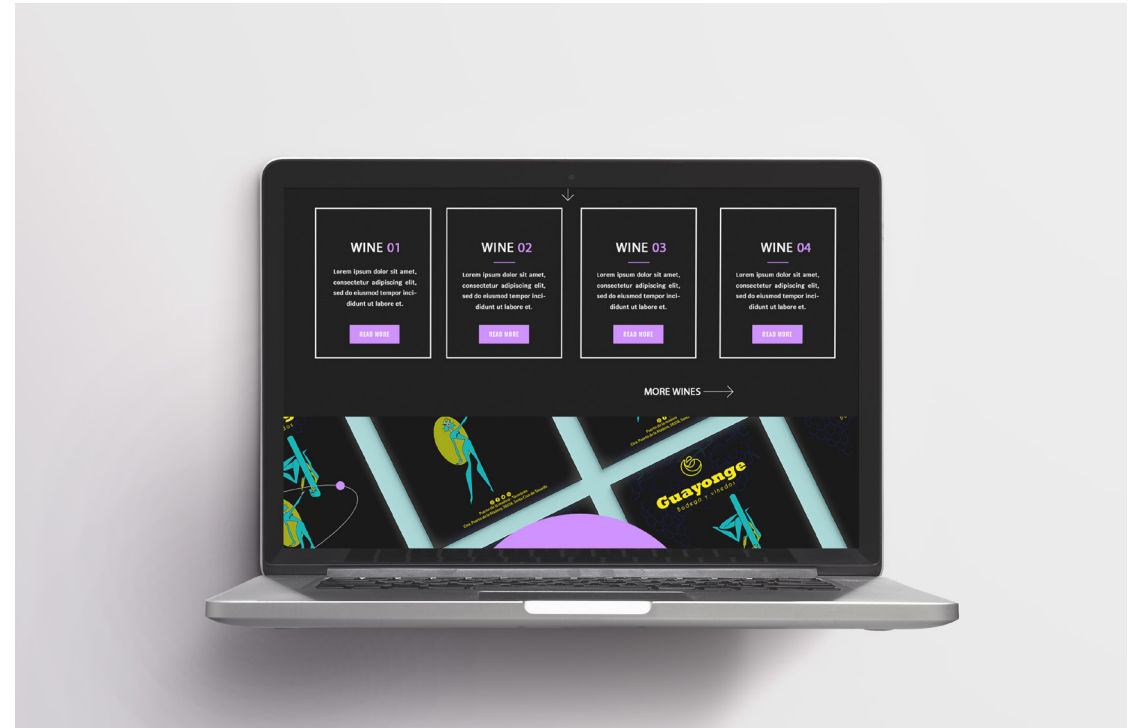 WINE 01
Lorem ipsum dolor sit amet,
consectetur adipiscing elit,
sed do eiusmod tempor inci-
didunt ut labore et.
READ MORE
WINE 02
Lorem ipsum dolor sit amet,
consectetur adipiscing elit,
sed do eiusmod tempor inci-
didunt ut labore et.
READ MORE
WINE 03
Lorem ipsum dolor sit amet,
consectetur adipiscing elit,
sed do eiusmod tempor inci-
didunt ut labore et.
READ MORE
WINE 04
Lorem ipsum dolor sit amet,
consectetur adipiscing elit,
sed do eiusmod tempor inci-
didunt ut labore et.
READ MORE
MORE WINES
Guayonge
Bodega y viñedos